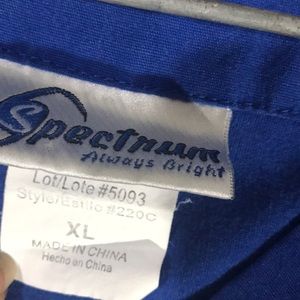 Spectrum
Always Bright
Lot/Lote #5093
Style/Estilo #220C
XL
MADE IN CHINA
Hecho en China